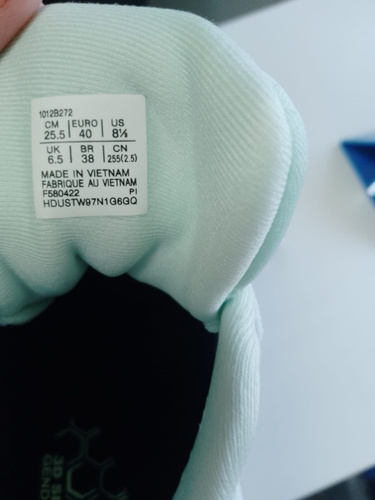 1012B272
CM EURO US
25.5 40 8½
UK BR CN
6.5 38 255(2.5)
MADE IN VIETNAM
FABRIQUE AU VIETNAM
F580422 PI
HDUSTW97N1G6GQ
3D